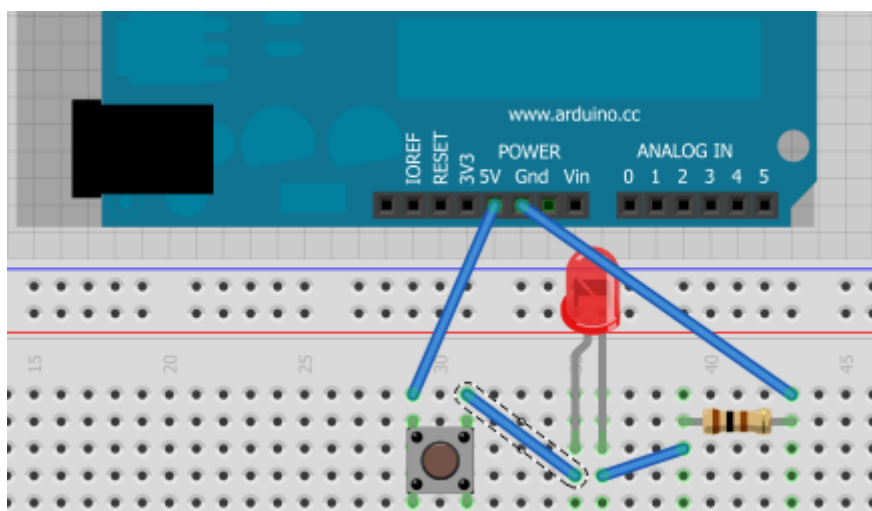 www.arduino.cc
POWER
ANALOG IN
IOREF
RESET
3V3
5V Gnd Vin
0 1 2 3 4 5
15 20 25 30 40 45